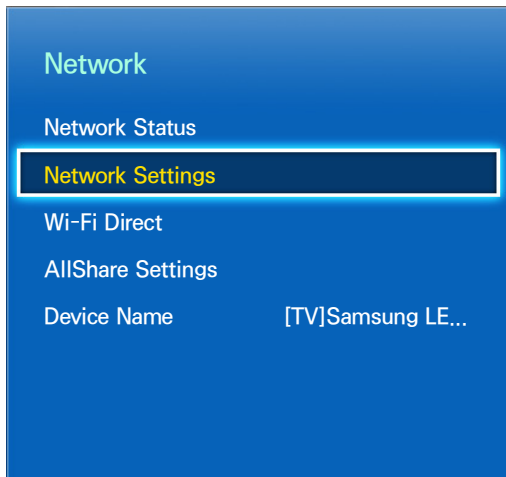 Network
Network Status
Network Settings
Wi-Fi Direct
AllShare Settings
Device Name [TV]Samsung LE...